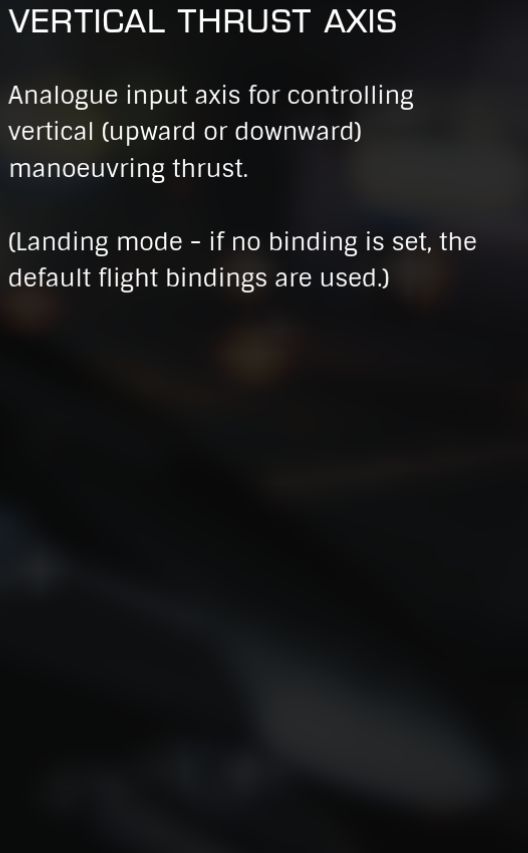 VERTICAL THRUST AXIS
Analogue input axis for controlling
vertical (upward or downward)
manoeuvring thrust.
(Landing mode - if no binding is set, the
default flight bindings are used.)